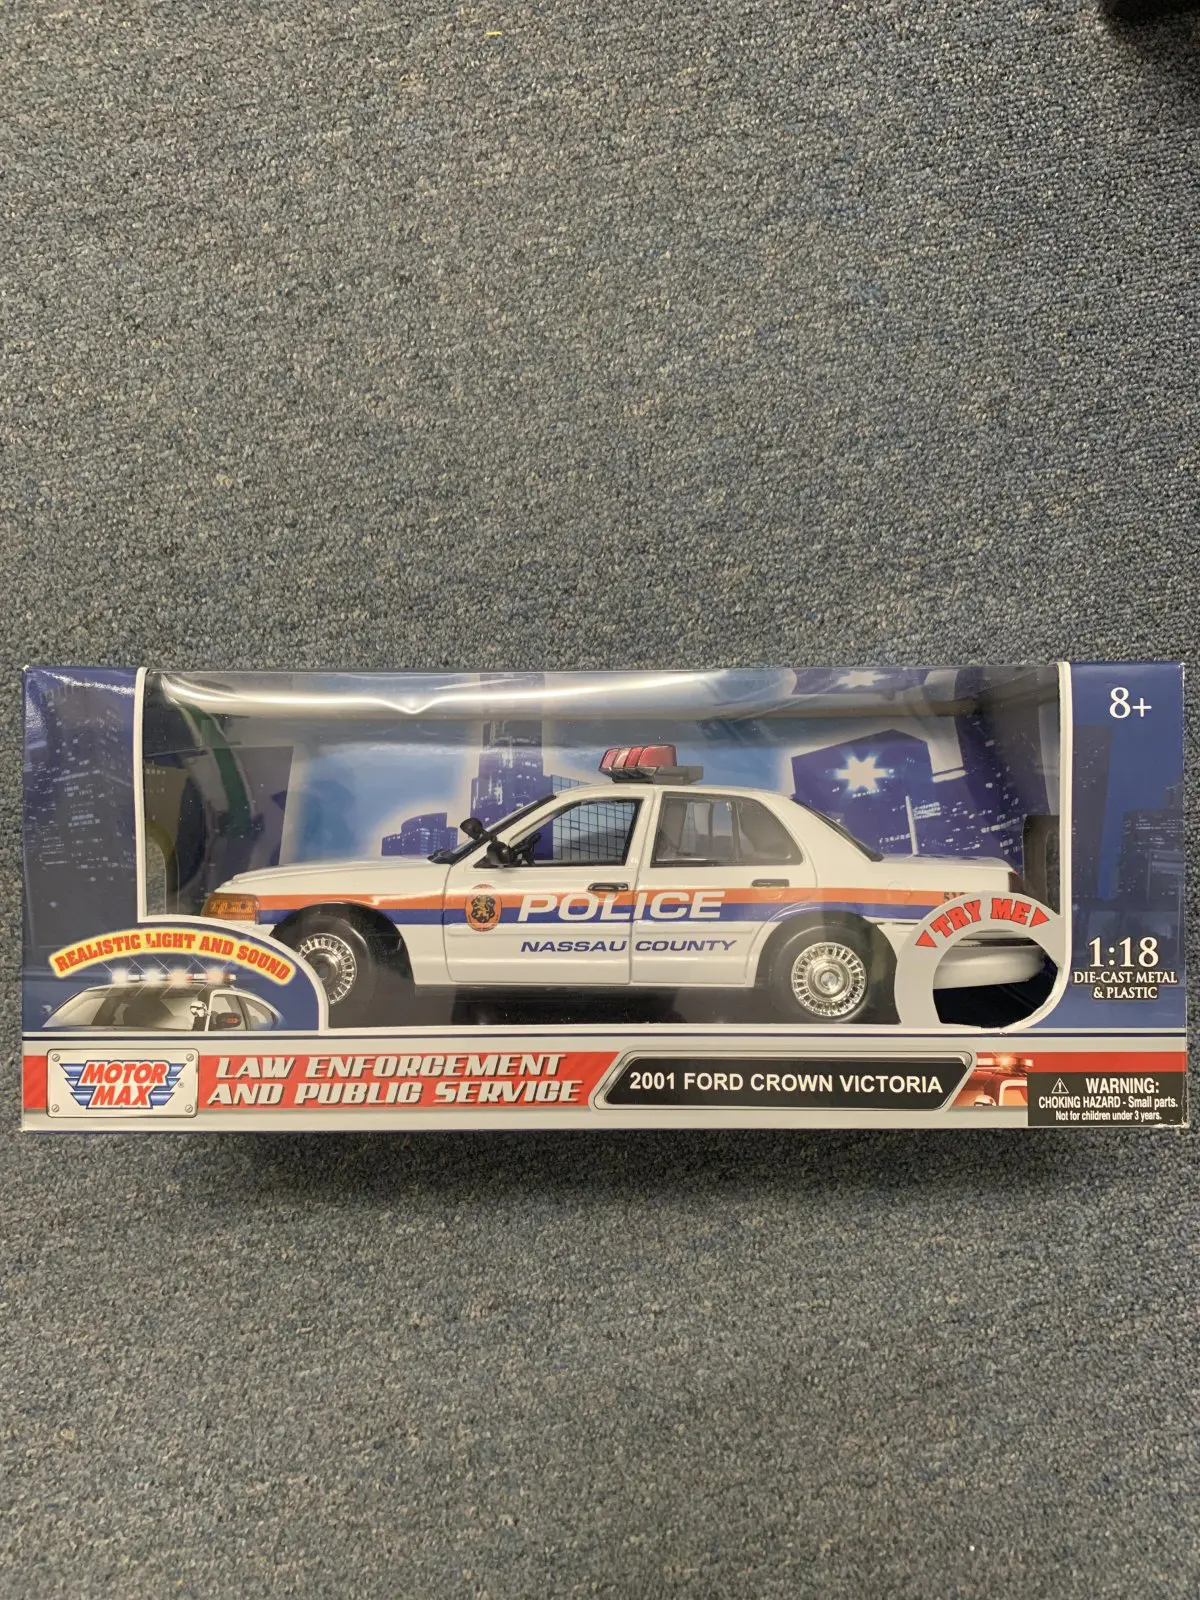 8+
POLICE
NASSAU COUNTY
TRY ME
REALISTIC LIGHT AND SOUND
1:18
DIE-CAST METAL
& PLASTIC
MOTOR
MAX
®
LAW ENFORCEMENT
AND PUBLIC SERVICE
2001 FORD CROWN VICTORIA
WARNING:
CHOKING HAZARD - Small parts.
Not for children under 3 years.